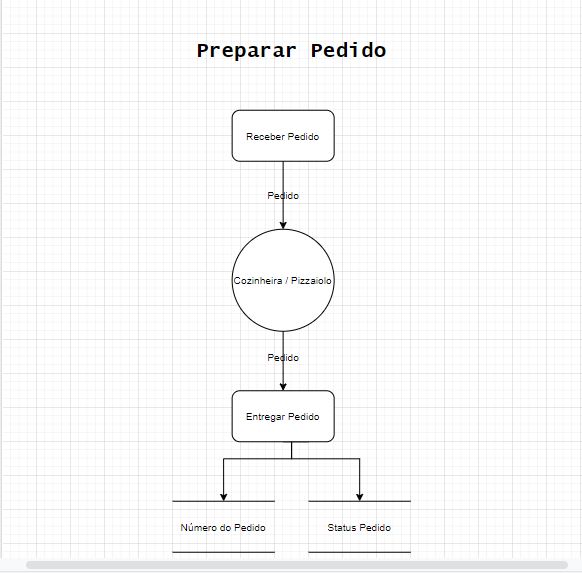 Preparar Pedido
Receber Pedido
Pedido
Cozinheira / Pizzaiolo
Pedido
Entregar Pedido
Número do Pedido
Status Pedido